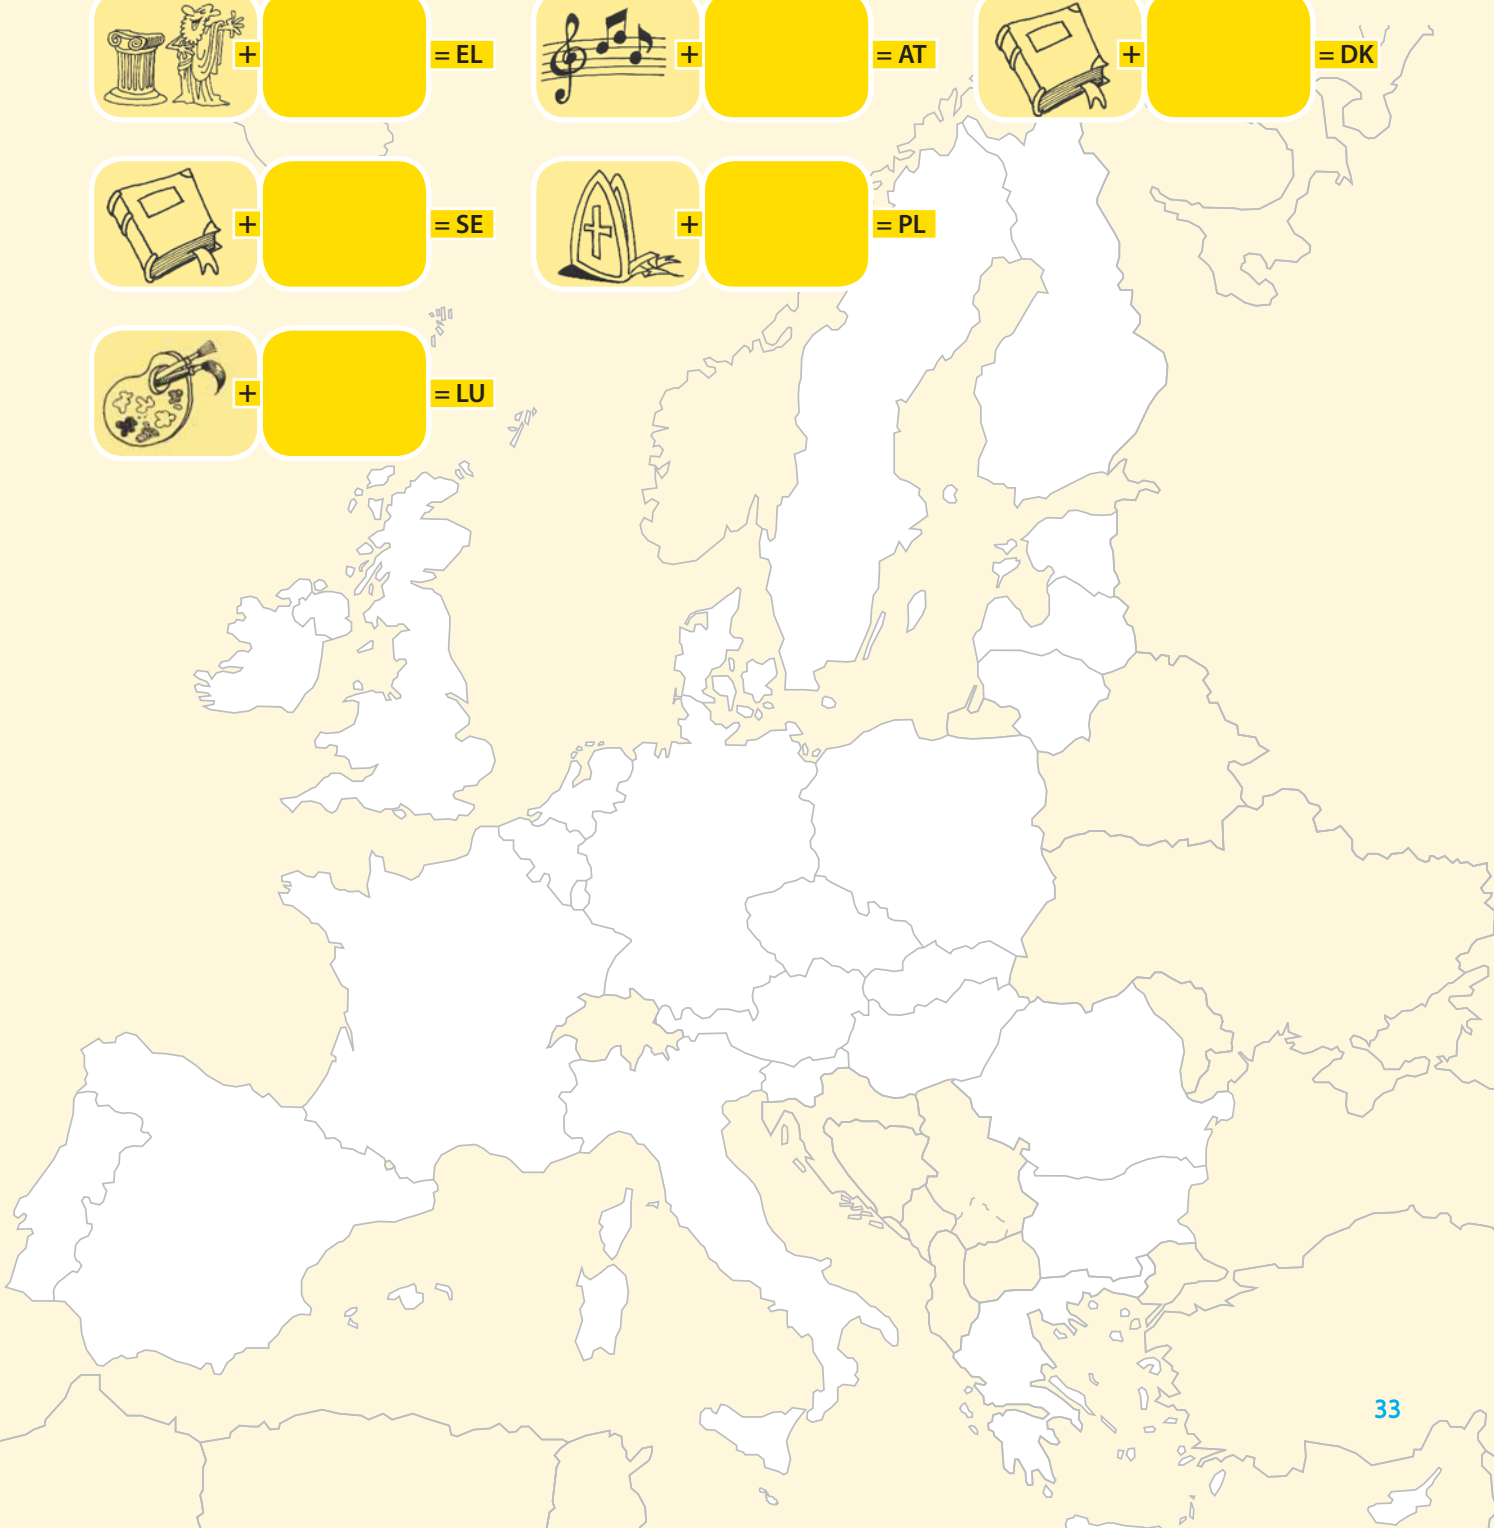 + = EL + = AT + = DK
+ = SE + = PL
+ = LU
33